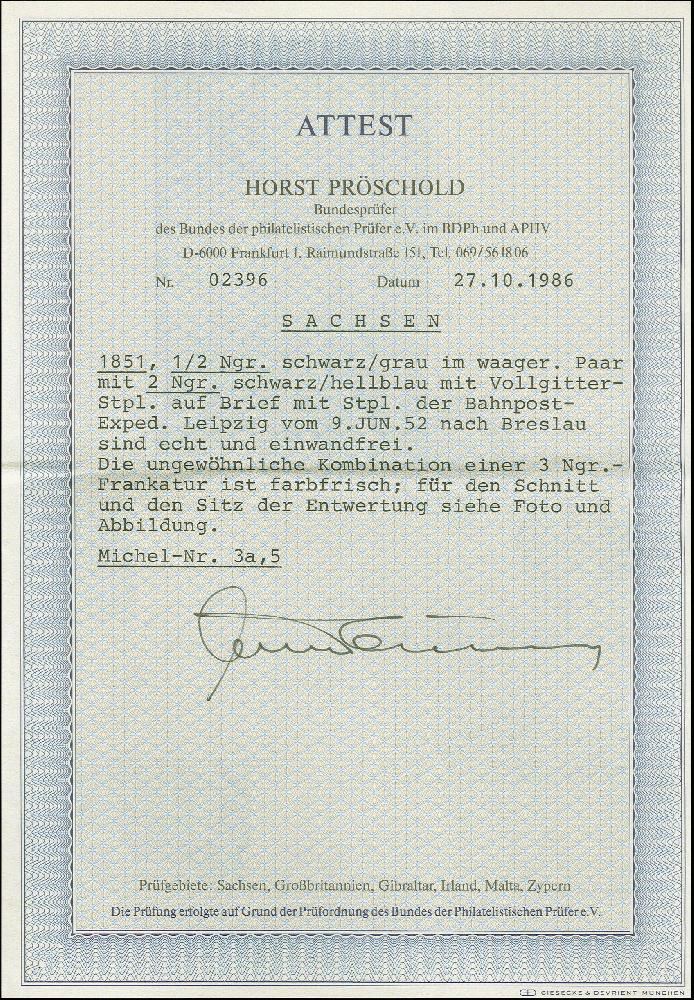 ATTEST
HORST PRÖSCHOLD
Bundesprüfer
des Bundes der philatelistischen Prüfer e.V. im BDPh und APHV
D-6000 Frankfurt 1, Raimundstraße 151, Tel. 069/561806
Nr. 02396 Datum 27.10.1986
S A C H S E N
1851, 1/2 Ngr. schwarz/grau im waager. Paar
mit 2 Ngr. schwarz/hellblau mit Vollgitter-
Stpl. auf Brief mit Stpl. der Bahnpost-
Exped. Leipzig vom 9.JUN.52 nach Breslau
sind echt und einwandfrei.
Die ungewöhnliche Kombination einer 3 Ngr.-
Frankatur ist farbfrisch; für den Schnitt
und den Sitz der Entwertung siehe Foto und
Abbildung.
Michel-Nr. 3a,5
Prüfgebiete: Sachsen, Großbritannien, Gibraltar, Irland, Malta, Zypern
Die Prüfung erfolgte auf Grund der Prüfordnung des Bundes der Philatelistischen Prüfer e.V.
GIESECKE & DEVRIENT MÜNCHEN